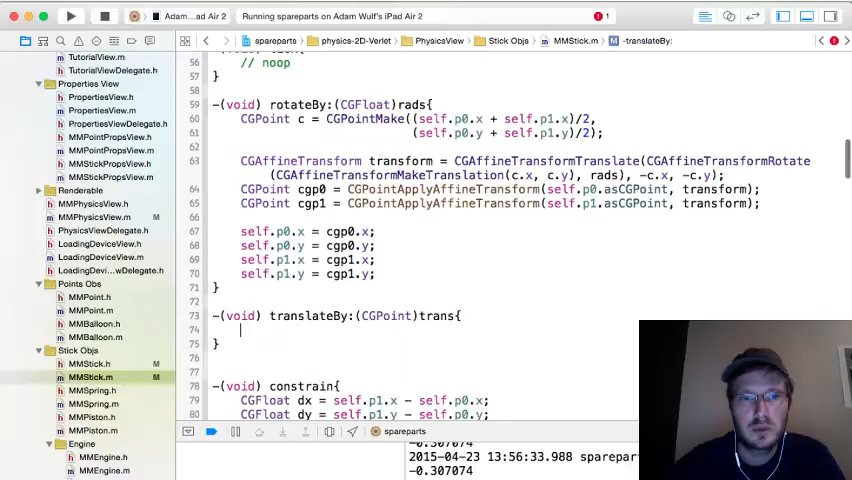 Adam...ad Air 2
Running spareparts on Adam Wulf's iPad Air 2
1
spareparts
physics-2D-Verlet
PhysicsView
Stick Objs
MMStick.m
-translateBy:
TutorialView.m
TutorialViewDelegate.h
Properties View
PropertiesView.h
PropertiesView.m
PropertiesViewDelegate.h
MMPointPropsView.h
MMPointPropsView.m
MMStickPropsView.h
MMStickPropsView.m
Renderable
MMPhysicsView.h
MMPhysicsView.m M
PhysicsViewDelegate.h
LoadingDeviceView.h
LoadingDeviceView.m
LoadingDevi...wDelegate.h
Points Obs
MMPoint.h
MMPoint.m
MMBalloon.h
MMBalloon.m
Stick Objs
MMStick.h M
MMStick.m M
MMSpring.h
MMSpring.m
MMPiston.h
MMPiston.m
Engine
MMEngine.h
MMEngine.m
56 // noop
57 }
58
59 -(void) rotateBy:(CGFloat)rads{
60 CGPoint c = CGPointMake((self.p0.x + self.p1.x)/2,
61 (self.p0.y + self.p1.y)/2);
62
63 CGAffineTransform transform = CGAffineTransformTranslate(CGAffineTransformRotate
(CGAffineTransformMakeTranslation(c.x, c.y), rads), -c.x, -c.y);
64 CGPoint cgp0 = CGPointApplyAffineTransform(self.p0.asCGPoint, transform);
65 CGPoint cgp1 = CGPointApplyAffineTransform(self.p1.asCGPoint, transform);
66
67 self.p0.x = cgp0.x;
68 self.p0.y = cgp0.y;
69 self.p1.x = cgp1.x;
70 self.p1.y = cgp1.y;
71 }
72
73 -(void) translateBy:(CGPoint)trans{
74
75 }
76
77
78 -(void) constrain{
79 CGFloat dx = self.p1.x - self.p0.x;
80 CGFloat dy = self.p1.y - self.p0.y;
spareparts
-0.307074
2015-04-23 13:56:33.988 sparepart
-0.307074